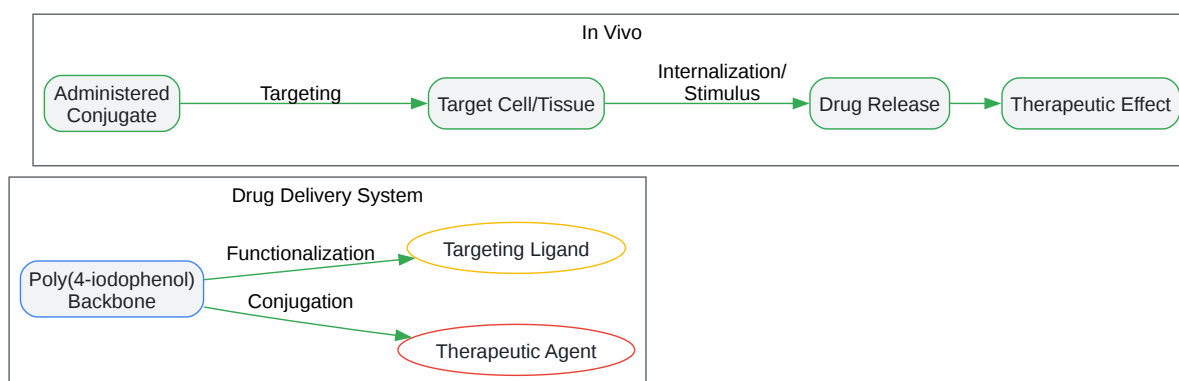 In Vivo
Administered
Conjugate
Targeting
Target Cell/Tissue
Internalization/
Stimulus
Drug Release
Therapeutic Effect
Drug Delivery System
Poly(4-iodophenol)
Backbone
Functionalization
Targeting Ligand
Conjugation
Therapeutic Agent